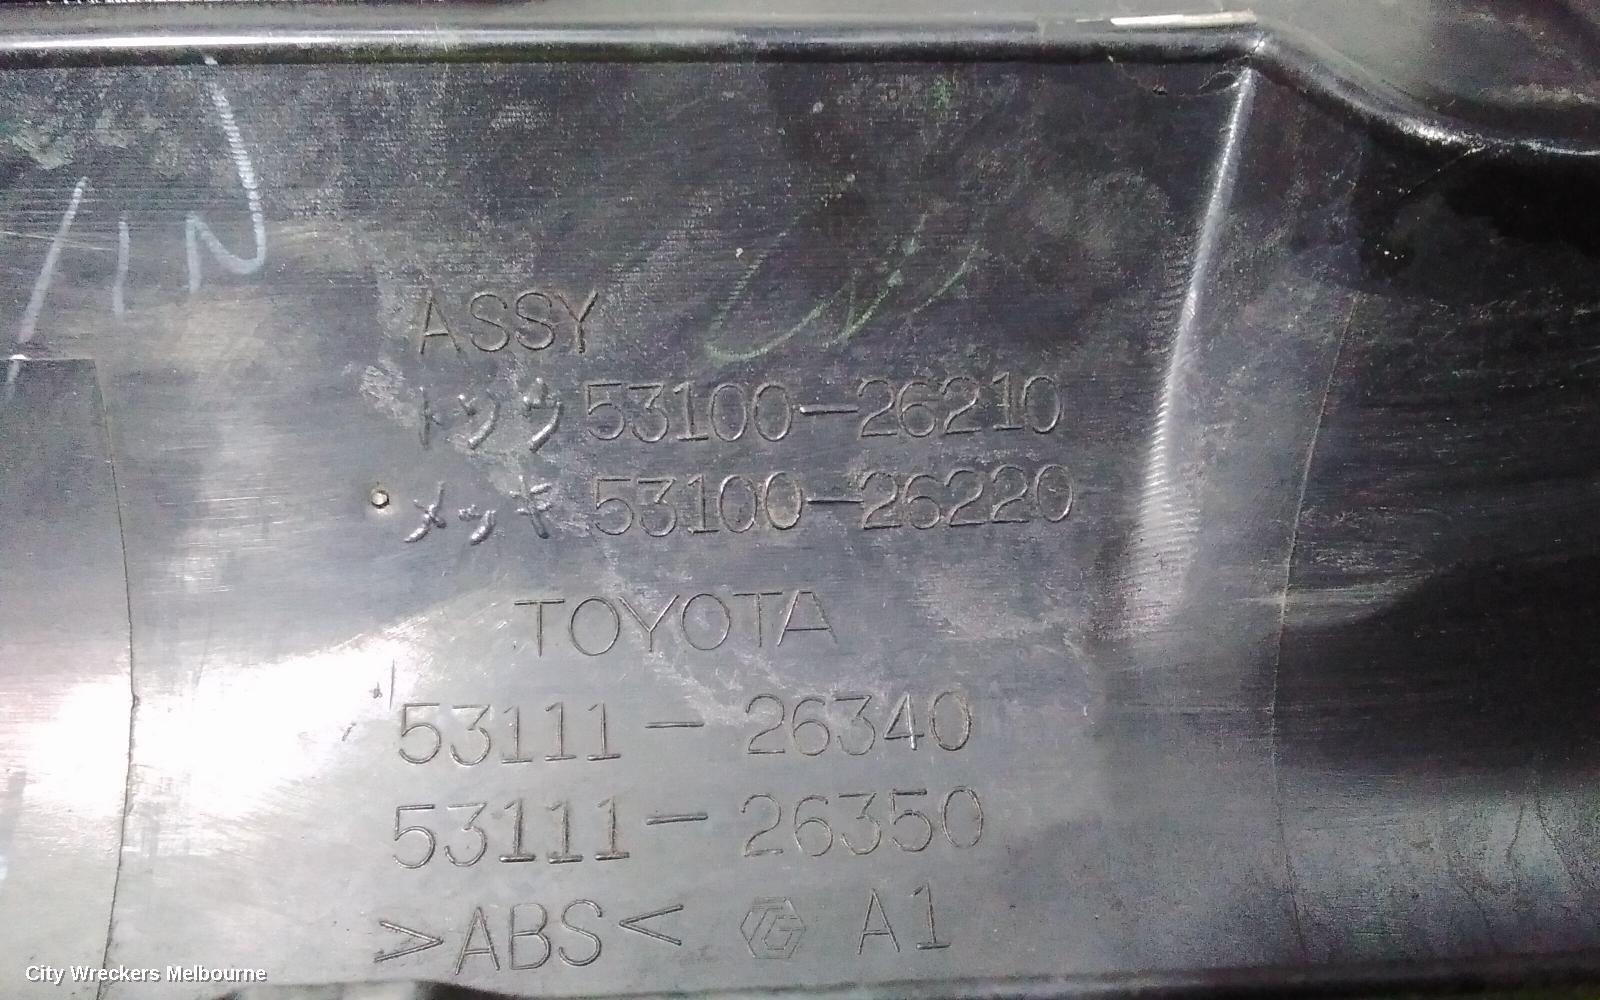 ASSY
トソウ 53100-26210
メッキ 53100-26220
TOYOTA
53111-26340
53111-26350
>ABS< TG A1
City Wreckers Melbourne